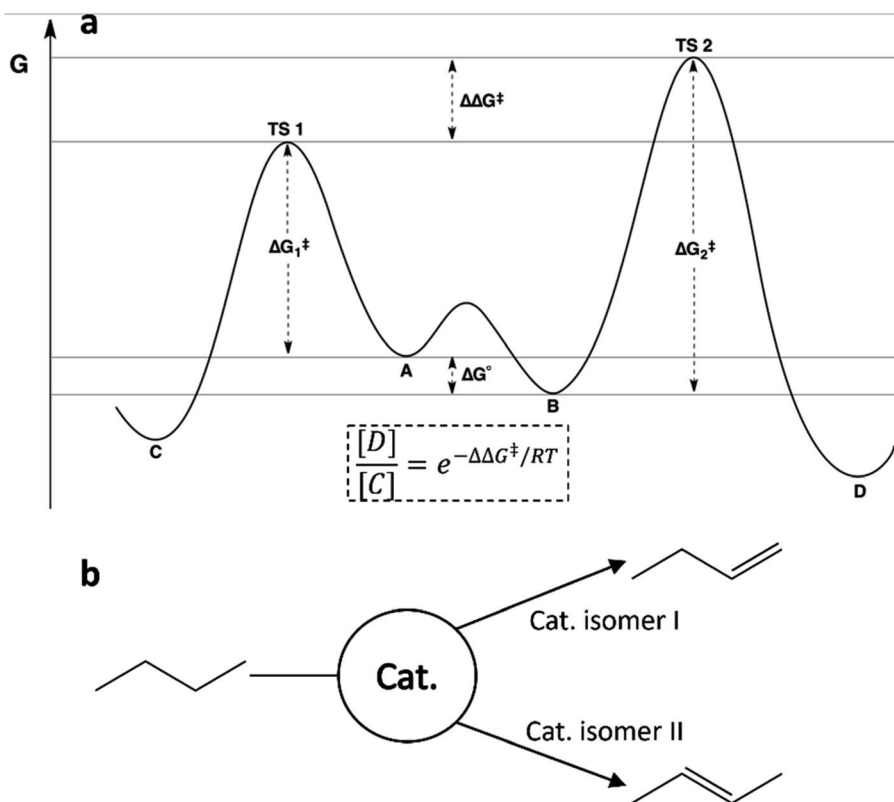 a
G
TS 2
ΔΔG‡
TS 1
ΔG₁‡
ΔG₂‡
A
ΔG°
B
C
[D]/[C] = e^{-ΔΔG‡/RT}
D
b
Cat. isomer I
Cat.
Cat. isomer II